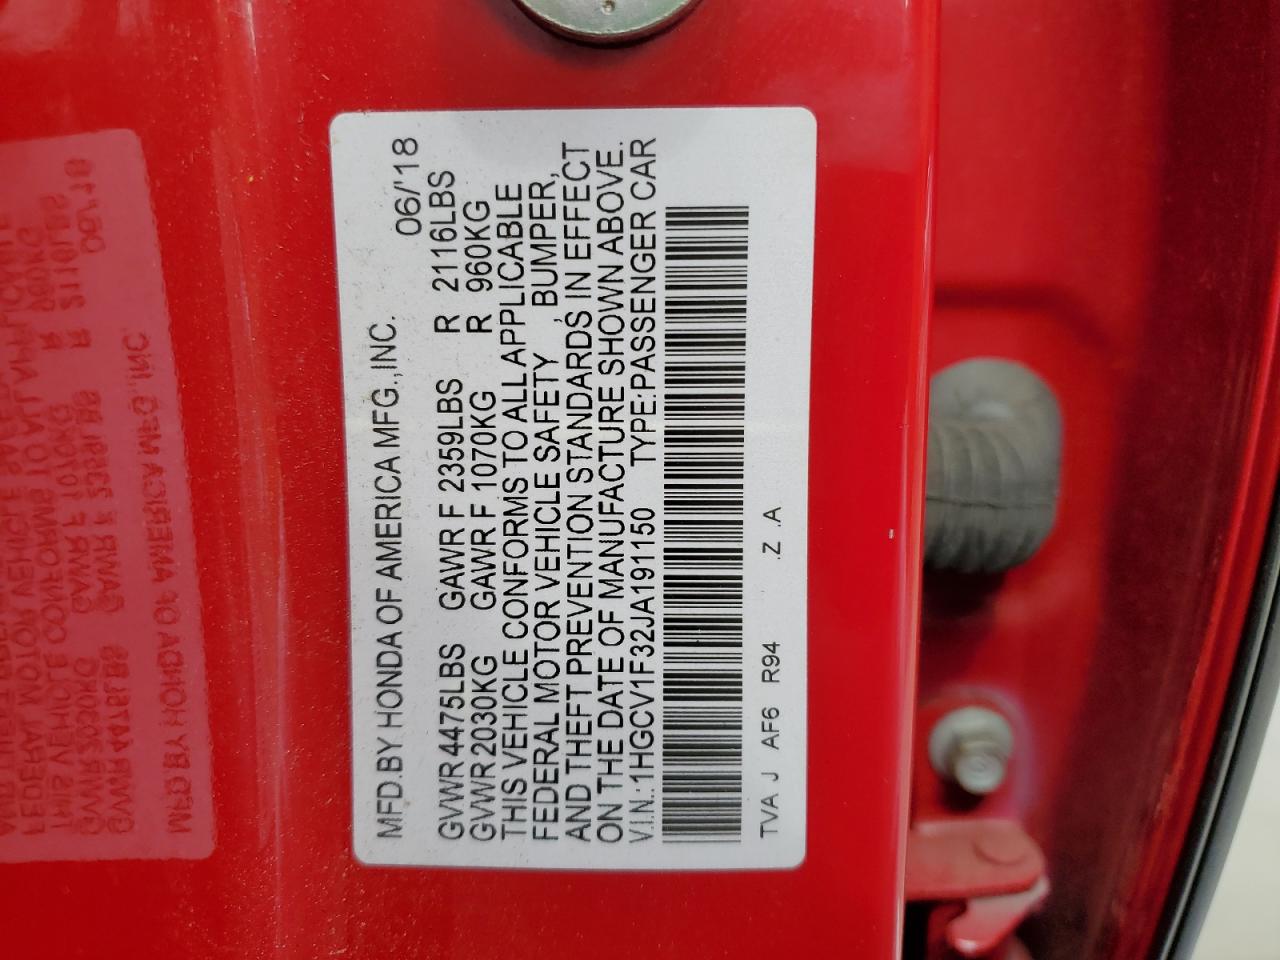 MFD.BY HONDA OF AMERICA MFG.,INC. 06/'18
GVWR 4475LBS GAWR F 2359LBS R 2116LBS
GVWR 2030KG GAWR F 1070KG R 960KG
THIS VEHICLE CONFORMS TO ALL APPLICABLE
FEDERAL MOTOR VEHICLE SAFETY, BUMPER,
AND THEFT PREVENTION STANDARDS, IN EFFECT
ON THE DATE OF MANUFACTURE SHOWN ABOVE.
V.I.N.:1HGCV1F32JA191150 TYPE:PASSENGER CAR
TVA J AF6 R94 .Z .A